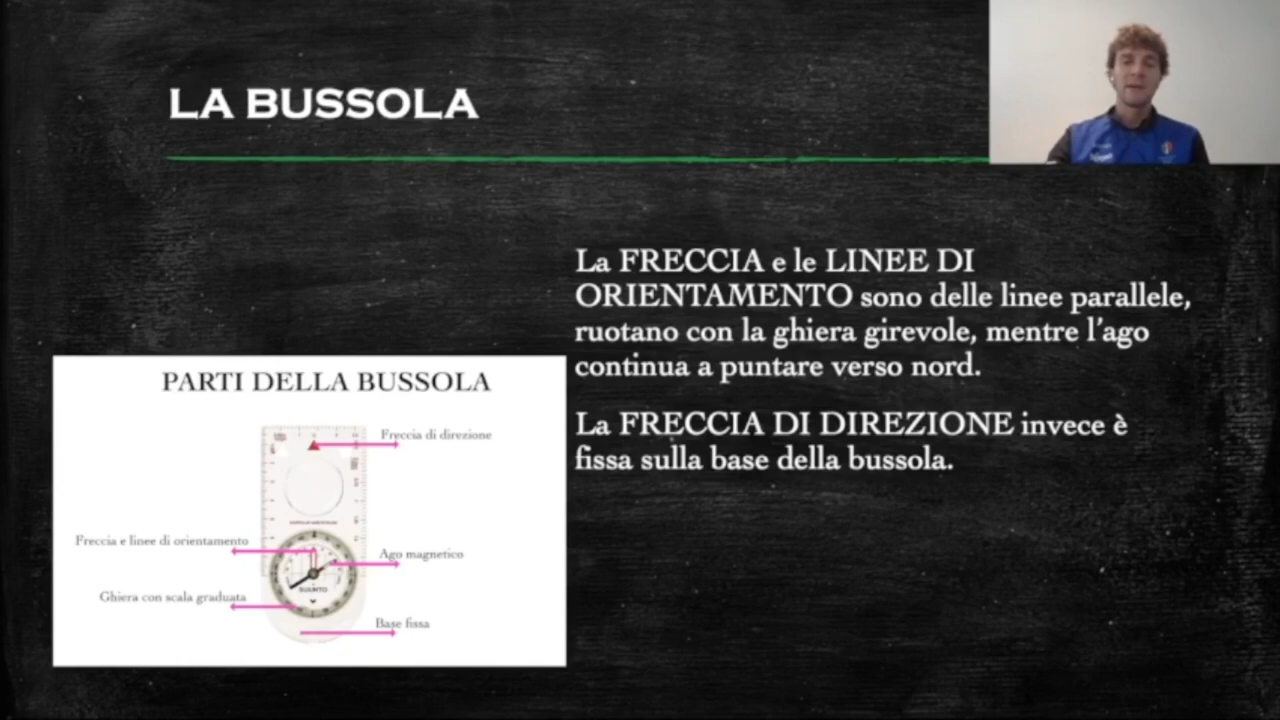 LA BUSSOLA
La FRECCIA e le LINEE DI
ORIENTAMENTO sono delle linee parallele,
ruotano con la ghiera girevole, mentre l'ago
continua a puntare verso nord.
La FRECCIA DI DIREZIONE invece è
fissa sulla base della bussola.
PARTI DELLA BUSSOLA
Freccia di direzione
Freccia e linee di orientamento
Ago magnetico
Ghiera con scala graduata
SUUNTO
Base fissa